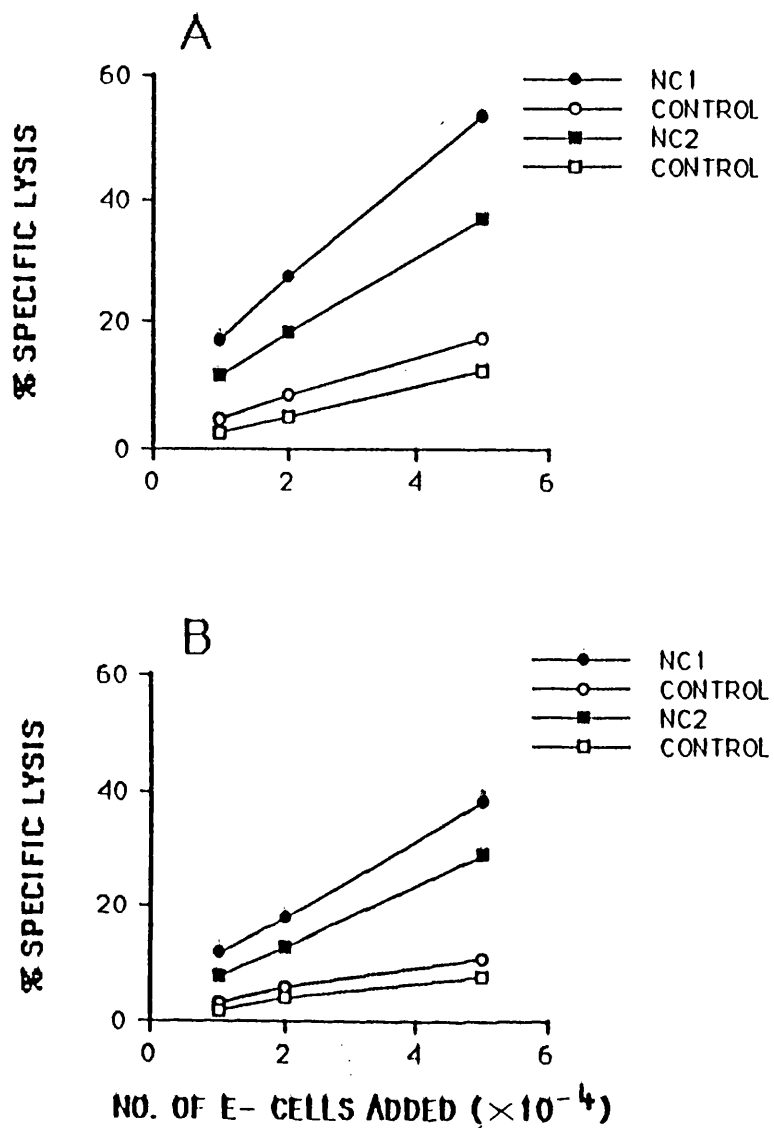 A
% SPECIFIC LYSIS
60
40
20
0
0 2 4 6
NC1
CONTROL
NC2
CONTROL
B
% SPECIFIC LYSIS
60
40
20
0
0 2 4 6
NC1
CONTROL
NC2
CONTROL
NO. OF E- CELLS ADDED (×10⁻⁴)